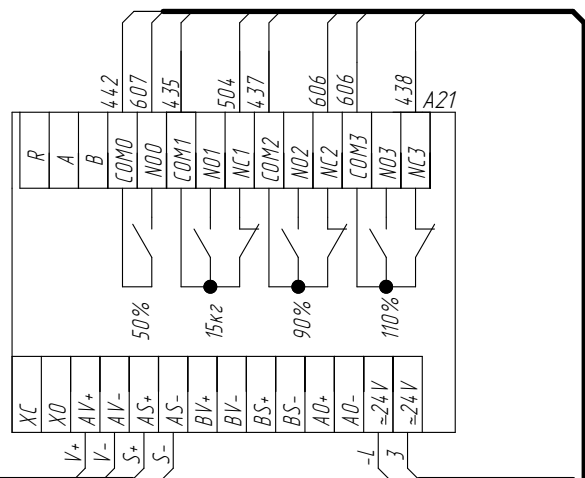 442 607 435 504 437 606 606 438 A21
R A B COM0 NO0 COM1 NO1 NC1 COM2 NO2 NC2 COM3 NO3 NC3
50% 15кг 90% 110%
XC XO AV+ AV- AS+ AS- BV+ BV- BS+ BS- AO+ AO- ≂24V ≂24V
V+ V- S+ S- -L 3